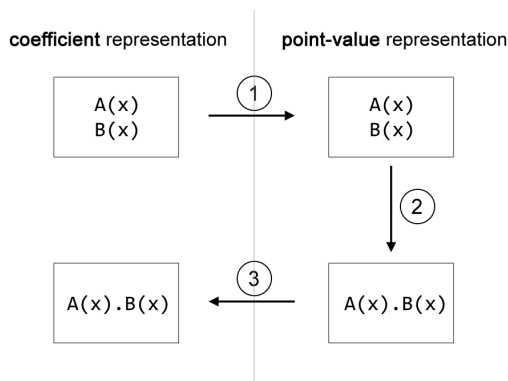 coefficient representation
point-value representation
A(x)
B(x)
1
A(x)
B(x)
2
A(x).B(x)
3
A(x).B(x)